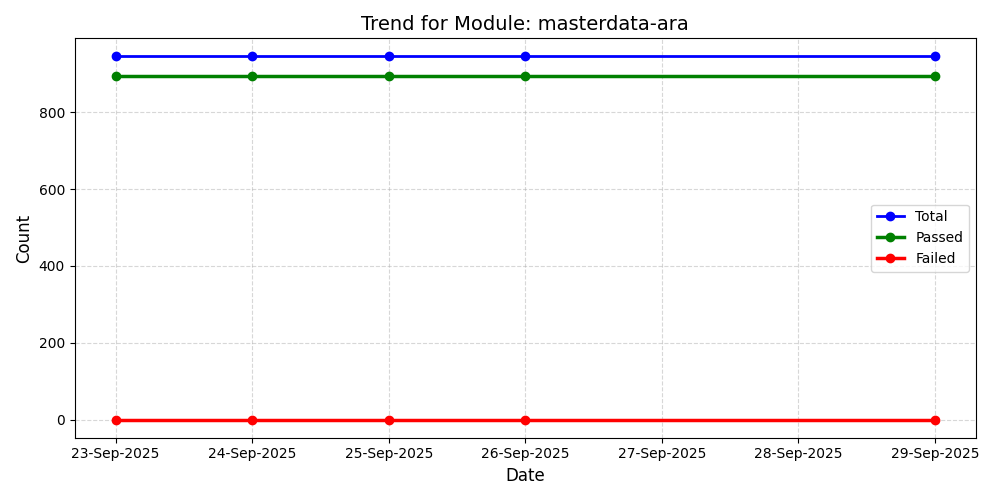 Trend for Module: masterdata-ara
800
600
400
200
0
Count
Total
Passed
Failed
23-Sep-2025
24-Sep-2025
25-Sep-2025
26-Sep-2025
27-Sep-2025
28-Sep-2025
29-Sep-2025
Date